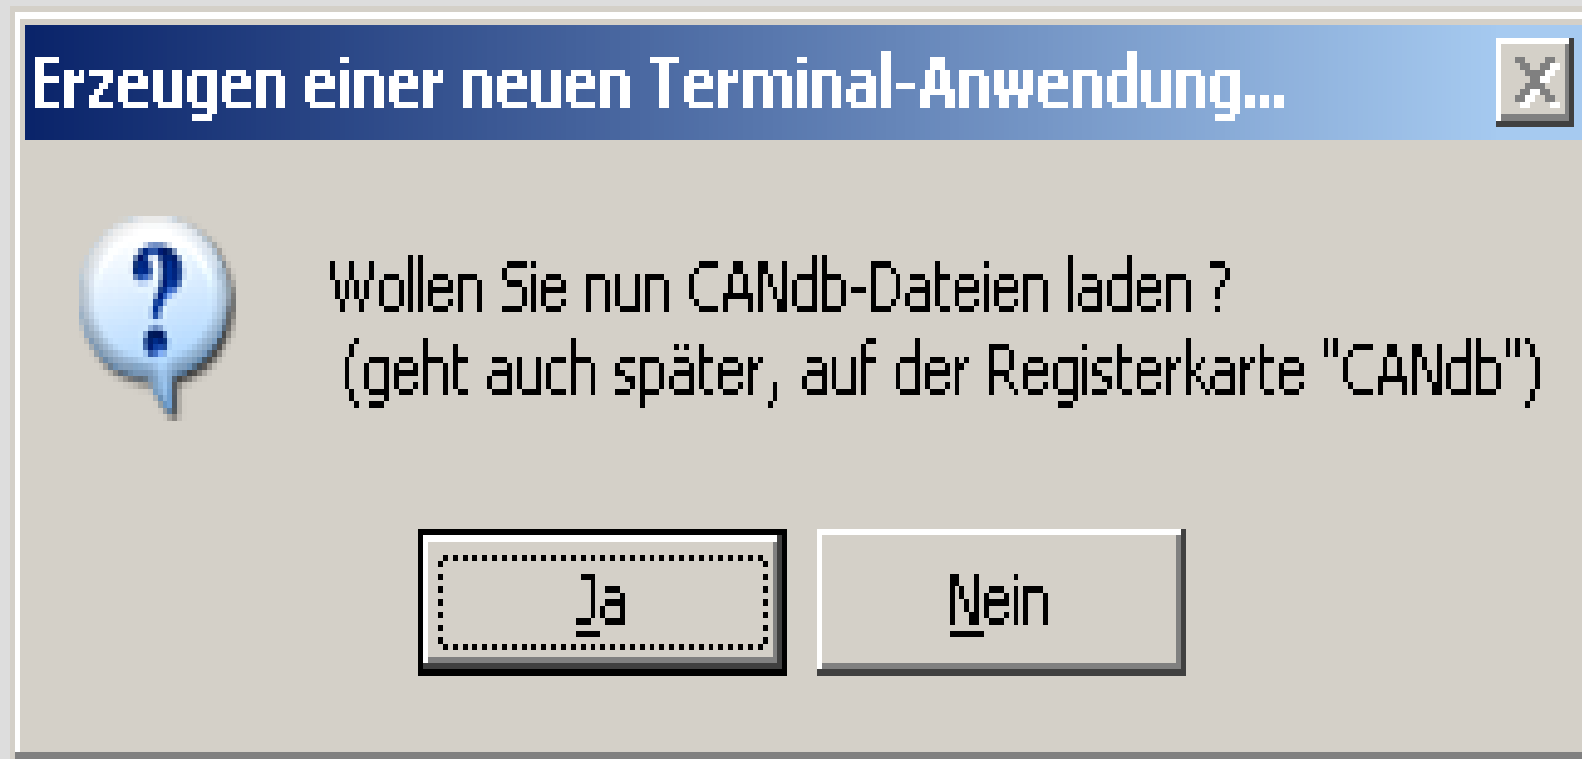 Erzeugen einer neuen Terminal-Anwendung...
Wollen Sie nun CANdb-Dateien laden ?
(geht auch später, auf der Registerkarte "CANdb")
Ja
Nein